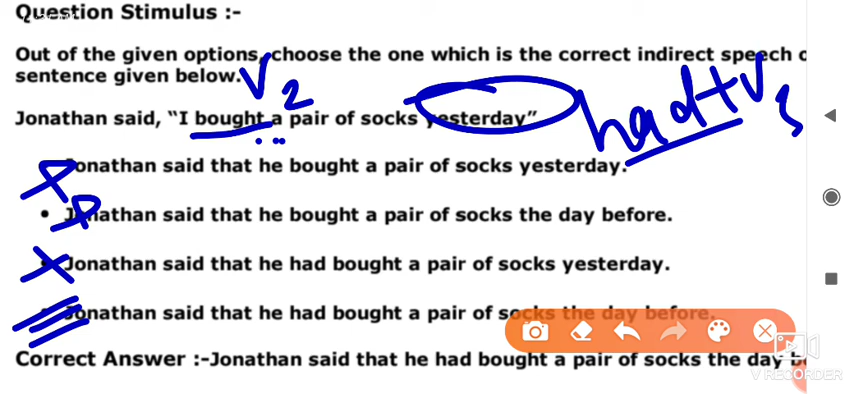 Question Stimulus :-
Out of the given options, choose the one which is the correct indirect speech o
sentence given below.
V2
Jonathan said, “I bought a pair of socks yesterday”.
had+V3
Jonathan said that he bought a pair of socks yesterday.
• Jonathan said that he bought a pair of socks the day before.
Jonathan said that he had bought a pair of socks yesterday.
Jonathan said that he had bought a pair of socks the day before.
Correct Answer :-Jonathan said that he had bought a pair of socks the day be
V RECORDER